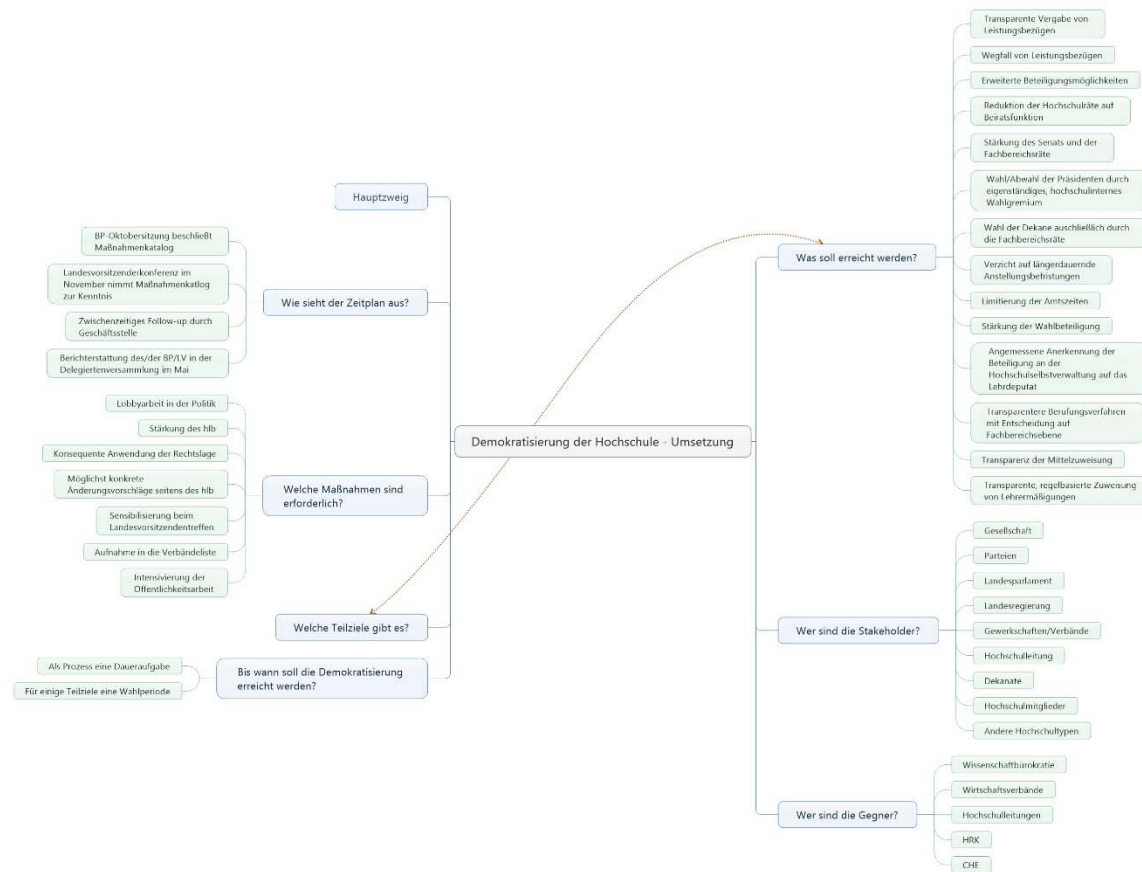 Demokratisierung der Hochschule - Umsetzung
Hauptzweig
Wie sieht der Zeitplan aus?
BP-Oktobersitzung beschließt
Maßnahmenkatalog
Landesvorsitzenderkonferenz im
November nimmt Maßnahmenkatlog
zur Kenntnis
Zwischenzeitiges Follow-up durch
Geschäftsstelle
Berichterstattung des/der BP/LV in der
Delegiertenversammlung im Mai
Welche Maßnahmen sind
erforderlich?
Lobbyarbeit in der Politik
Stärkung des hlb
Konsequente Anwendung der Rechtslage
Möglichst konkrete
Änderungsvorschläge seitens des hlb
Sensibilisierung beim
Landesvorsitzendentreffen
Aufnahme in die Verbändeliste
Intensivierung der
Öffentlichkeitsarbeit
Welche Teilziele gibt es?
Bis wann soll die Demokratisierung
erreicht werden?
Als Prozess eine Daueraufgabe
Für einige Teilziele eine Wahlperiode
Was soll erreicht werden?
Transparente Vergabe von
Leistungsbezügen
Wegfall von Leistungsbezügen
Erweiterte Beteiligungsmöglichkeiten
Reduktion der Hochschulräte auf
Beiratsfunktion
Stärkung des Senats und der
Fachbereichsräte
Wahl/Abwahl der Präsidenten durch
eigenständiges, hochschulinternes
Wahlgremium
Wahl der Dekane auschließlich durch
die Fachbereichsräte
Verzicht auf längerdauernde
Anstellungsbefristungen
Limitierung der Amtszeiten
Stärkung der Wahlbeteiligung
Angemessene Anerkennung der
Beteiligung an der
Hochschulselbstverwaltung auf das
Lehrdeputat
Transparentere Berufungsverfahren
mit Entscheidung auf
Fachbereichsebene
Transparenz der Mittelzuweisung
Transparente, regelbasierte Zuweisung
von Lehrermäßigungen
Wer sind die Stakeholder?
Gesellschaft
Parteien
Landesparlament
Landesregierung
Gewerkschaften/Verbände
Hochschulleitung
Dekanate
Hochschulmitglieder
Andere Hochschultypen
Wer sind die Gegner?
Wissenschaftbürokratie
Wirtschaftsverbände
Hochschulleitungen
HRK
CHE